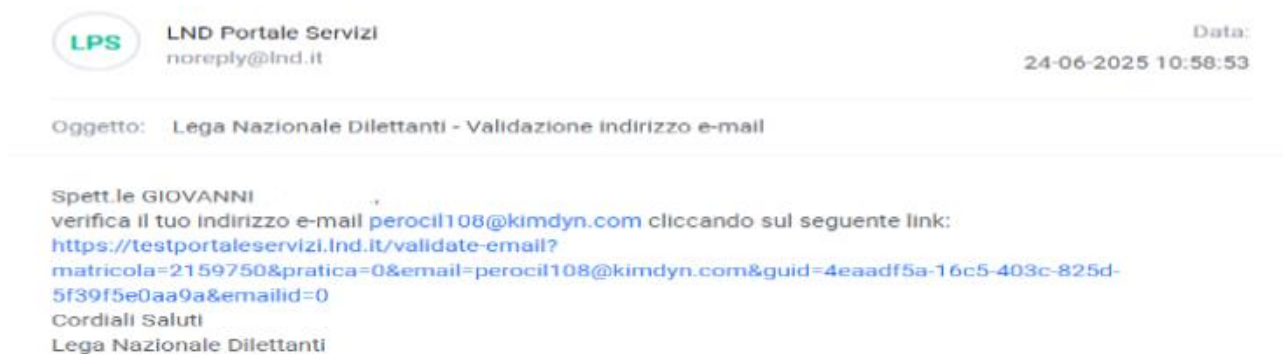 LPS
LND Portale Servizi
noreply@lnd.it
Data:
24-06-2025 10:58:53
Oggetto: Lega Nazionale Dilettanti - Validazione indirizzo e-mail
Spett.le GIOVANNI ,
verifica il tuo indirizzo e-mail perocil108@kimdyn.com cliccando sul seguente link:
https://testportaleservizi.lnd.it/validate-email?
matricola=2159750&pratica=0&email=perocil108@kimdyn.com&guid=4eaadf5a-16c5-403c-825d-
5f39f5e0aa9a&emailid=0
Cordiali Saluti
Lega Nazionale Dilettanti